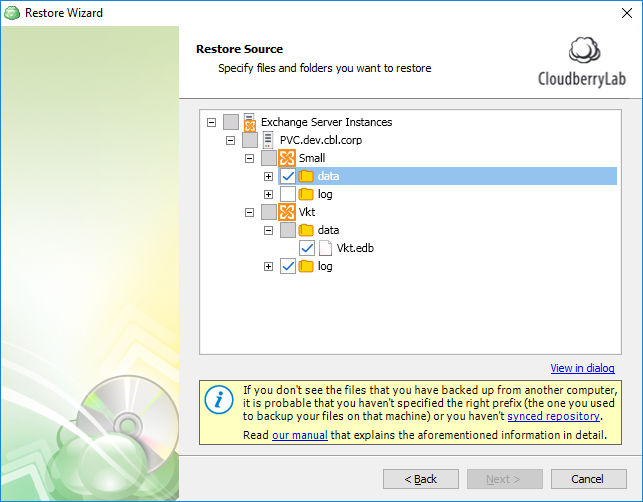 Restore Wizard
Restore Source
Specify files and folders you want to restore
CloudberryLab
Exchange Server Instances
PVC.dev.cbl.corp
Small
data
log
Vkt
data
Vkt.edb
log
View in dialog
If you don't see the files that you have backed up from another computer,
it is probable that you haven't specified the right prefix (the one you used
to backup your files on that machine) or you haven't synced repository.
Read our manual that explains the aforementioned information in detail.
< Back
Next >
Cancel